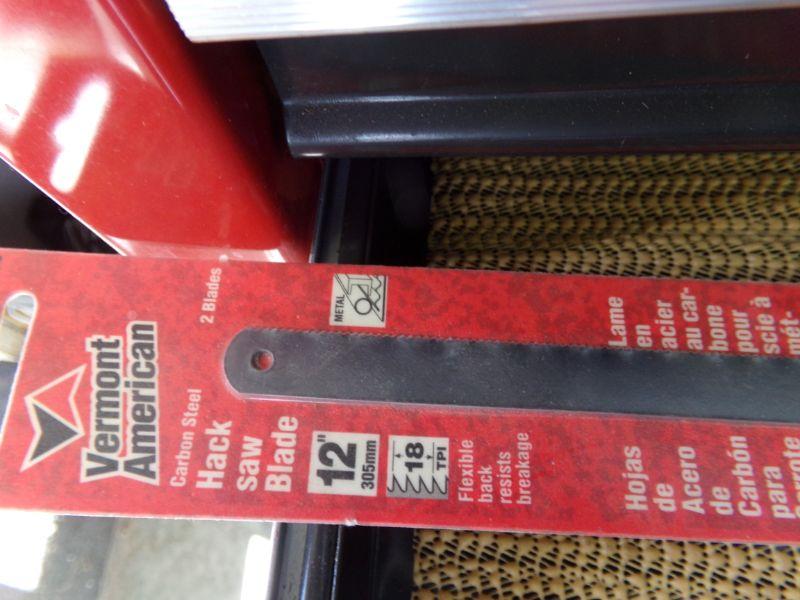 Vermont
American
2 Blades
Carbon Steel
Hack
saw
Blade
METAL
12"
305mm
18
TPI
Flexible
back
resists
breakage
Lame
en
acier
au car-
bone
pour
scie à
mét-
Hojas
de
Acero
de
Carbón
para